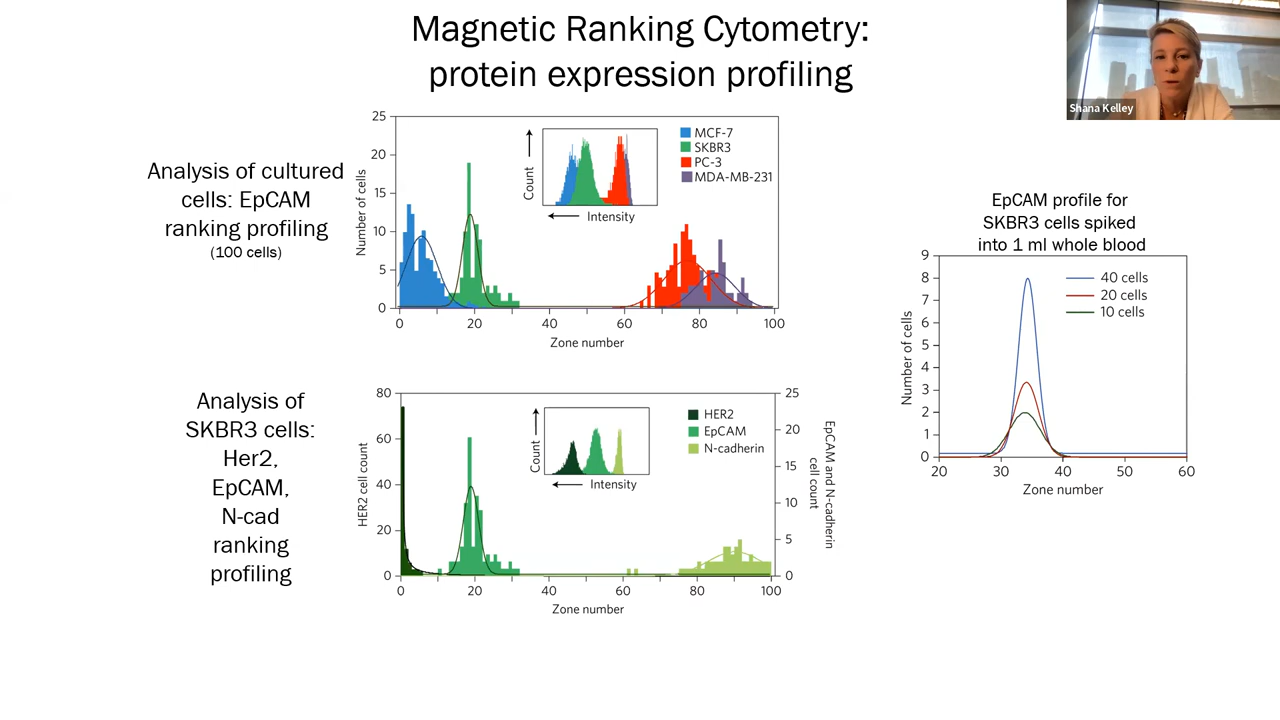 Magnetic Ranking Cytometry:
protein expression profiling
Shana Kelley
Analysis of cultured
cells: EpCAM
ranking profiling
(100 cells)
Number of cells
25
20
15
10
5
0
0
20
40
60
80
100
Zone number
Count
Intensity
MCF-7
SKBR3
PC-3
MDA-MB-231
Analysis of
SKBR3 cells:
Her2,
EpCAM,
N-cad
ranking
profiling
HER2 cell count
80
60
40
20
0
0
20
40
60
80
100
Zone number
Count
Intensity
HER2
EpCAM
N-cadherin
25
20
15
10
5
0
EpCAM and N-cadherin
cell count
EpCAM profile for
SKBR3 cells spiked
into 1 ml whole blood
Number of cells
9
8
7
6
5
4
3
2
1
0
20
30
40
50
60
Zone number
40 cells
20 cells
10 cells